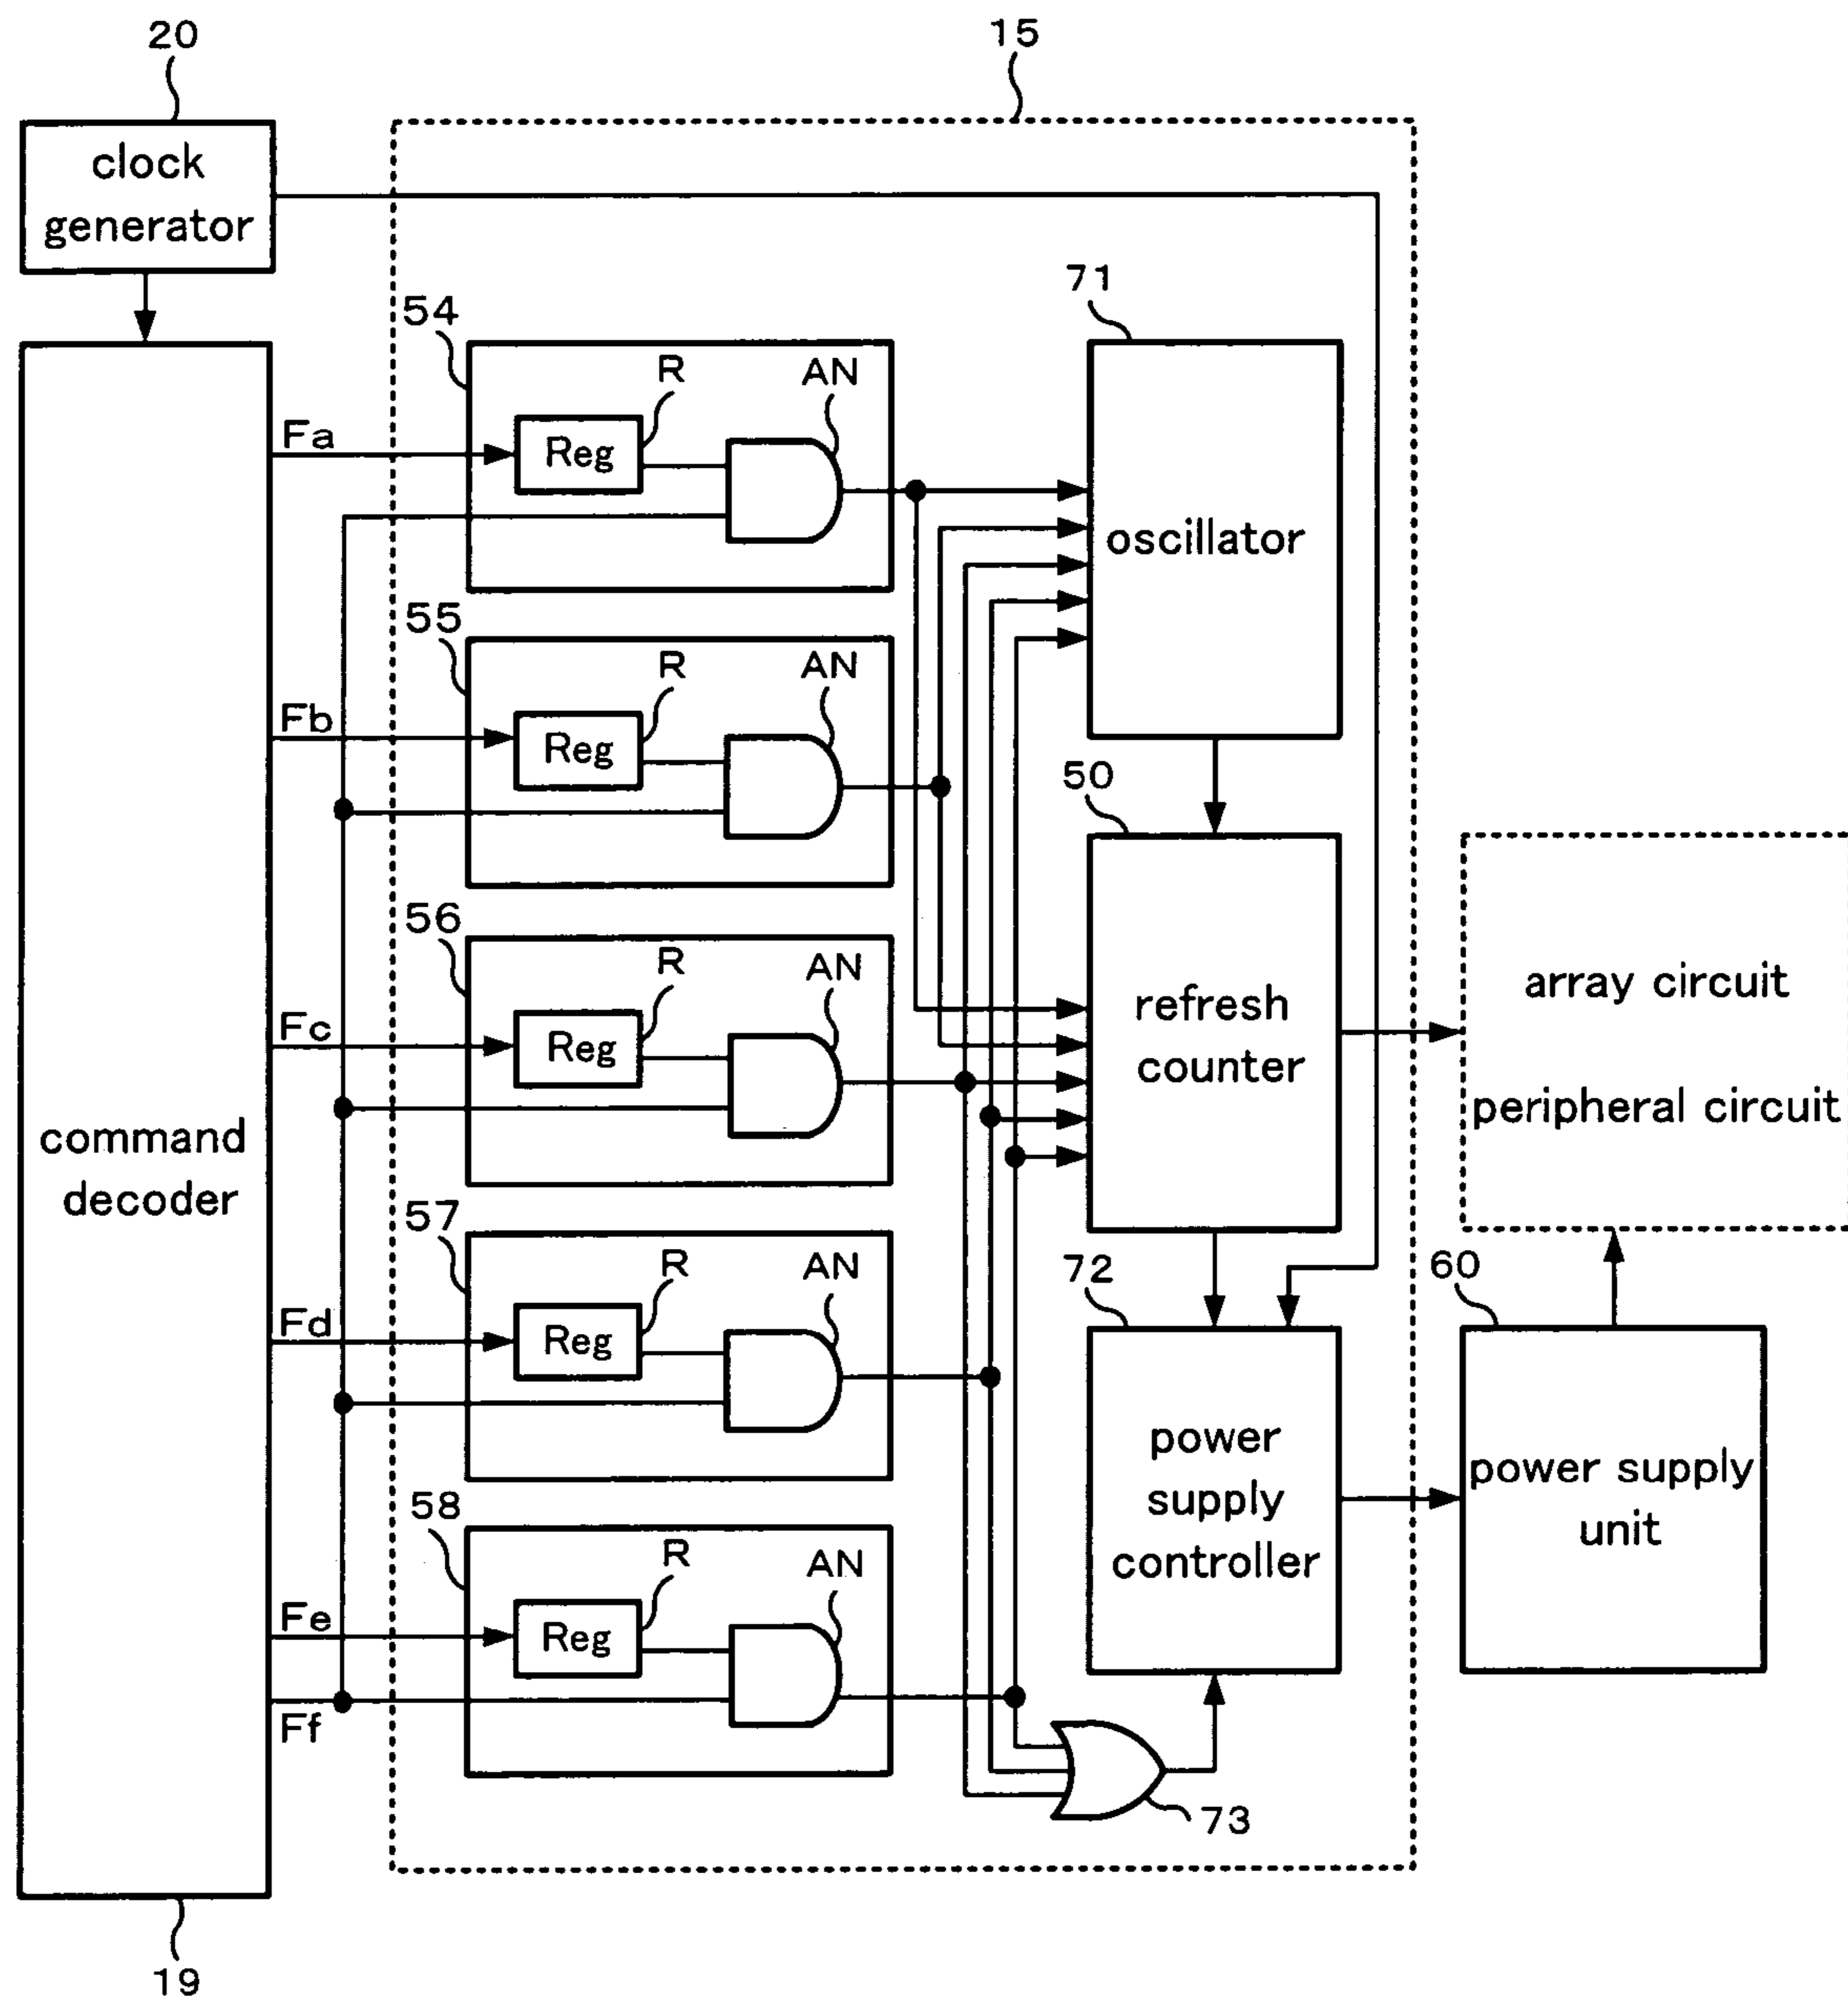 20
15
clock
generator
71
54
R
AN
Fa
Reg
oscillator
55
R
AN
Fb
Reg
50
56
R
AN
Fc
Reg
refresh
counter
array circuit
peripheral circuit
command
decoder
57
R
AN
72
60
Fd
Reg
power
supply
controller
power supply
unit
58
R
AN
Fe
Reg
Ff
73
19